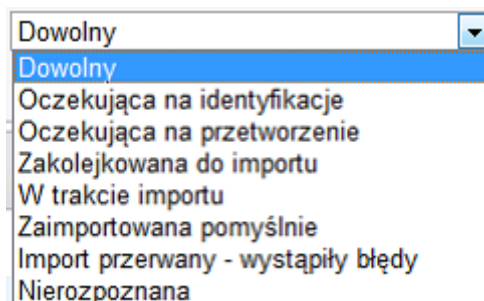 Dowolny
Dowolny
Oczekująca na identyfikacje
Oczekująca na przetworzenie
Zakolejkowana do importu
W trakcie importu
Zaimportowana pomyślnie
Import przerwany - wystąpiły błędy
Nierozpoznana